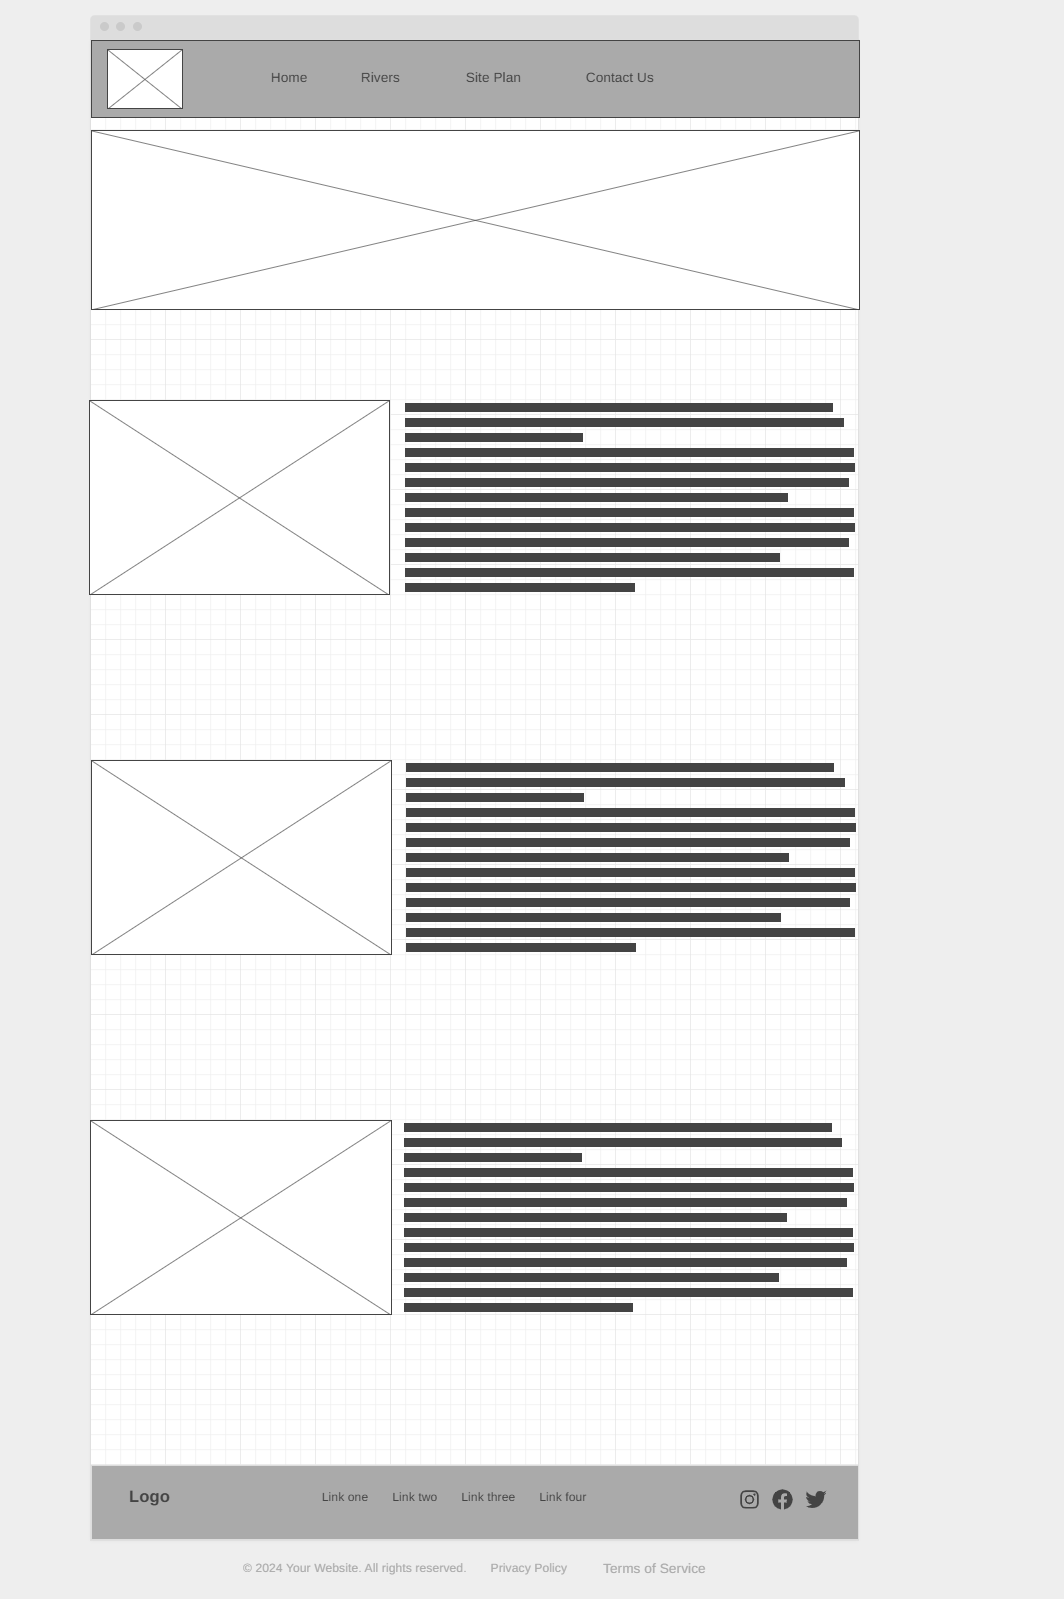 Home Rivers Site Plan Contact Us
Logo Link one Link two Link three Link four
© 2024 Your Website. All rights reserved. Privacy Policy Terms of Service